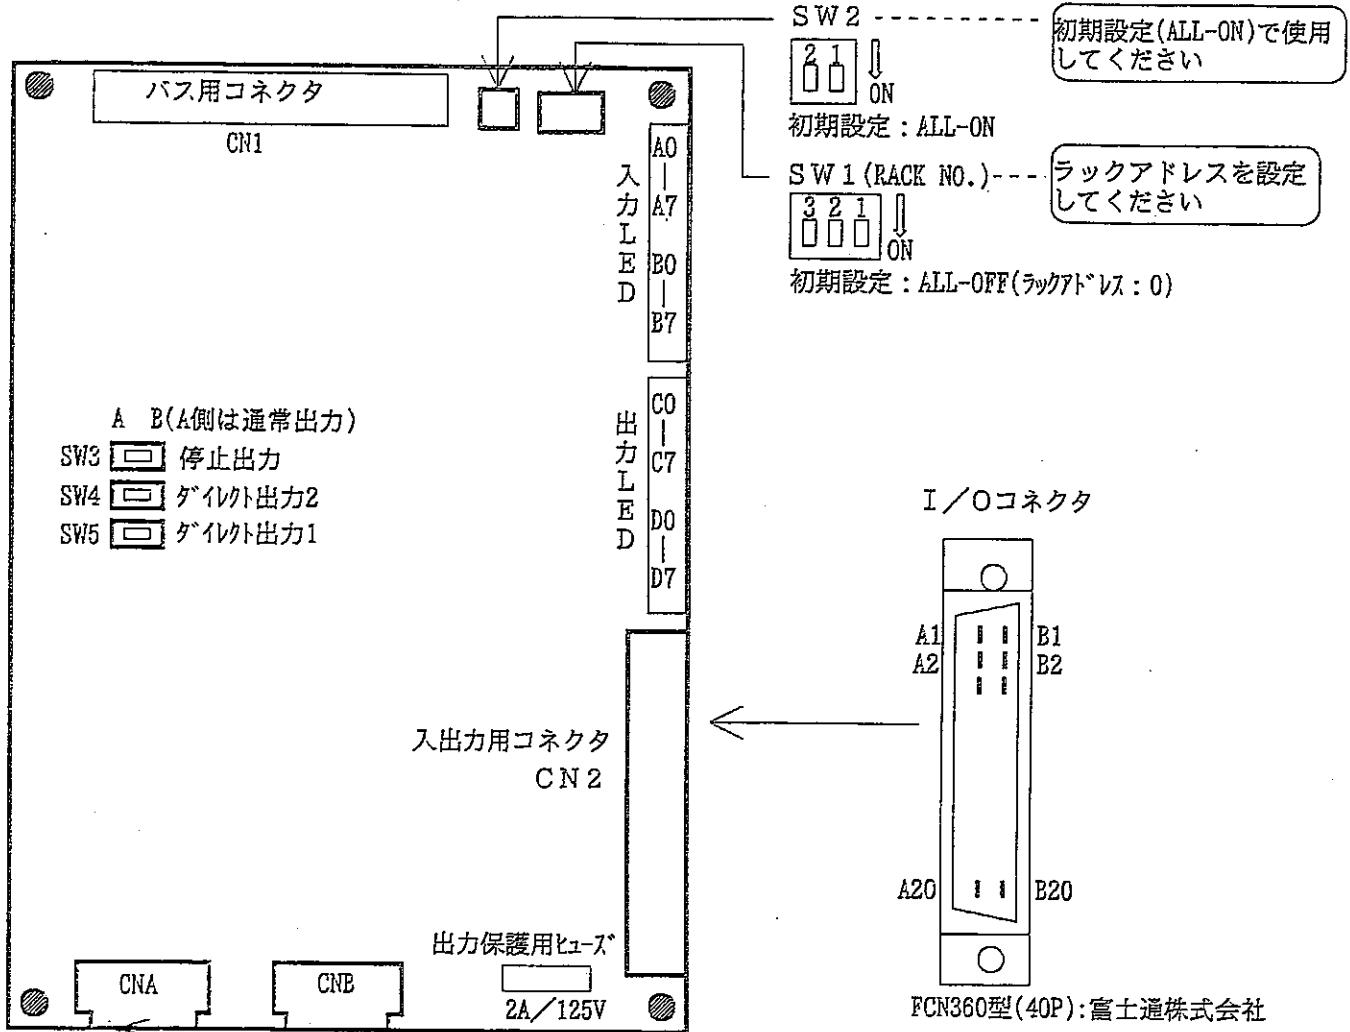 SW2
初期設定(ALL-ON)で使用
してください
2 1
ON
初期設定：ALL-ON
バス用コネクタ
CN1
SW1(RACK NO.)
ラックアドレスを設定
してください
3 2 1
ON
初期設定：ALL-OFF(ﾗｯｸｱﾄﾞﾚｽ：0)
入力LED
A0
A7
B0
B7
出力LED
C0
C7
D0
D7
A B(A側は通常出力)
SW3 停止出力
SW4 ﾀﾞｲﾚｸﾄ出力2
SW5 ﾀﾞｲﾚｸﾄ出力1
I／Oコネクタ
A1 B1
A2 B2
A20 B20
FCN360型(40P):富士通株式会社
入出力用コネクタ
CN2
出力保護用ﾋｭｰｽﾞ
2A／125V
CNA
CNB